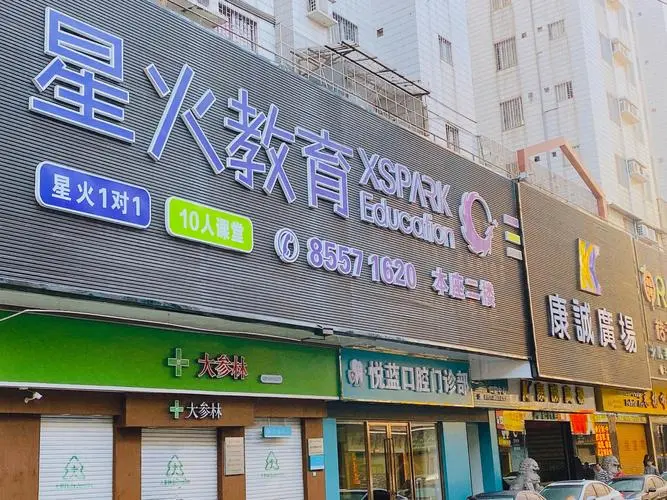 星火教育
XSPARK
Education
星火1对1
10人课堂
8557 1620 本座二楼
康誠廣場
大参林
大参林
悦蓝口腔门诊部